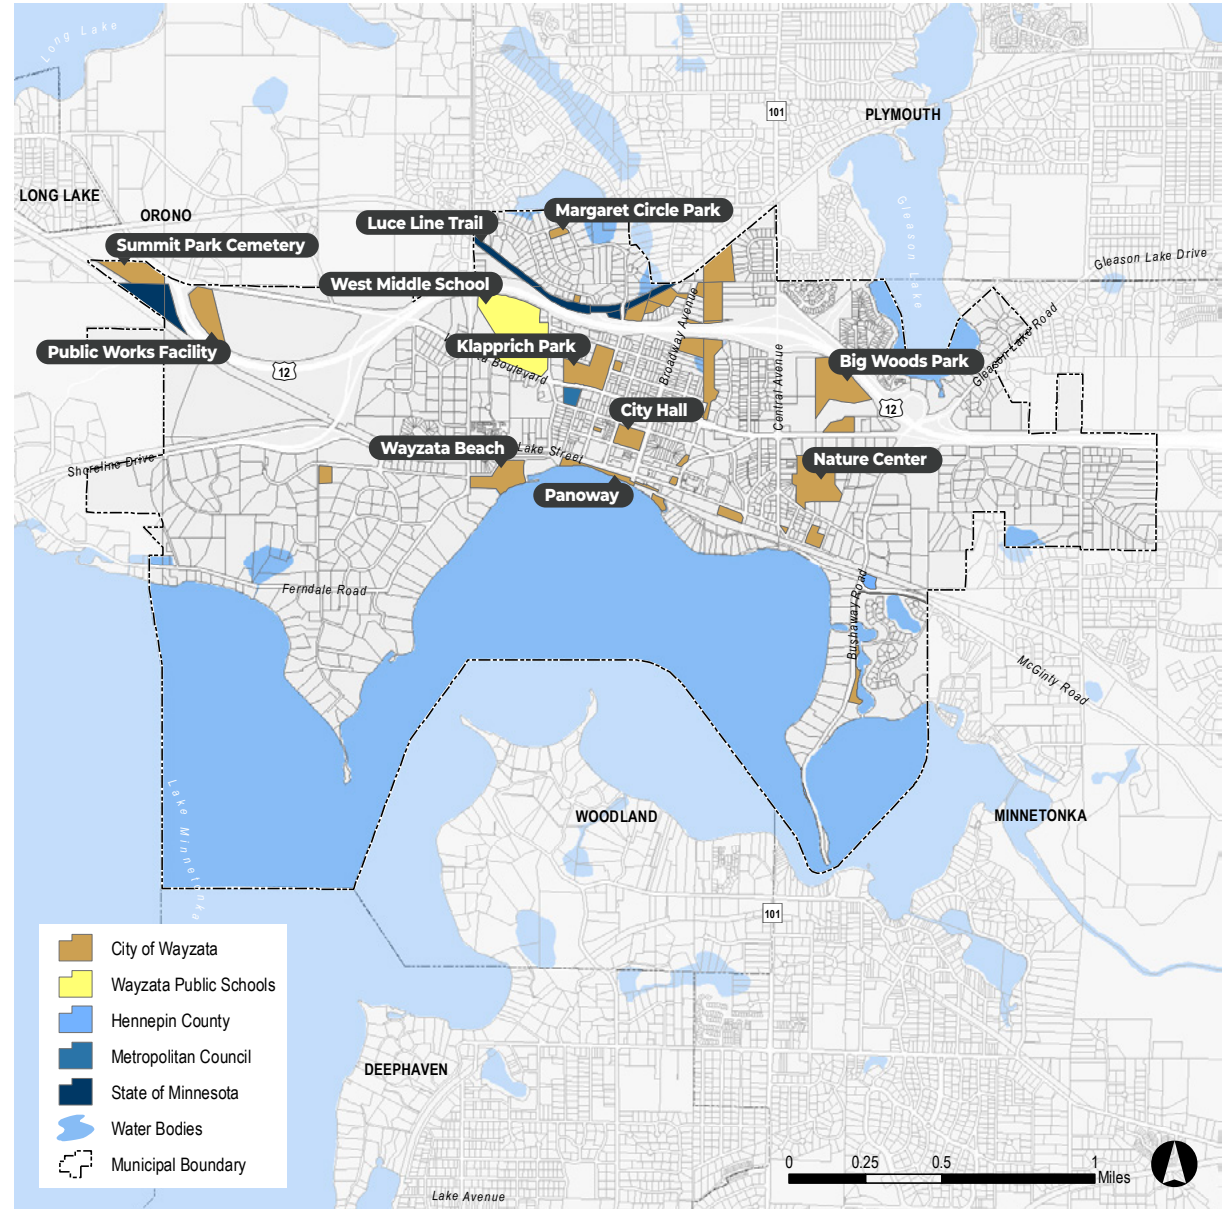 Long Lake
101
PLYMOUTH
LONG LAKE
ORONO
Luce Line Trail
Margaret Circle Park
Summit Park Cemetery
Gleason Lake
Gleason Lake Drive
West Middle School
Public Works Facility
Klapprich Park
Boulevard
Broadway Avenue
Central Avenue
Gleason Lake Road
12
Big Woods Park
12
City Hall
Wayzata Beach
Lake Street
Shoreline Drive
Nature Center
Panoway
Ferndale Road
Bushaway Road
McGinty Road
Lake Minnetonka
WOODLAND
MINNETONKA
101
City of Wayzata
Wayzata Public Schools
Hennepin County
Metropolitan Council
State of Minnesota
Water Bodies
Municipal Boundary
DEEPHAVEN
Lake Avenue
0 0.25 0.5 1
Miles